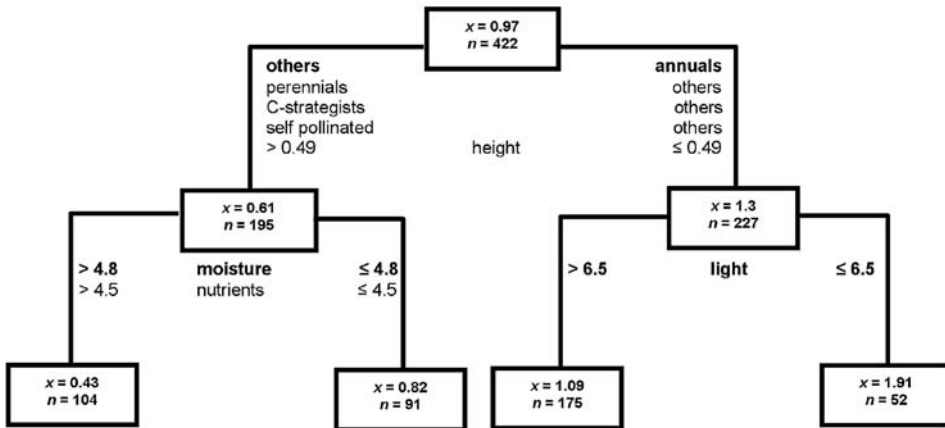 x = 0.97
n = 422
others annuals
perennials others
C-strategists others
self pollinated others
> 0.49 height ≤ 0.49
x = 0.61
n = 195
x = 1.3
n = 227
> 4.8 moisture ≤ 4.8
> 4.5 nutrients ≤ 4.5
> 6.5 light ≤ 6.5
x = 0.43
n = 104
x = 0.82
n = 91
x = 1.09
n = 175
x = 1.91
n = 52